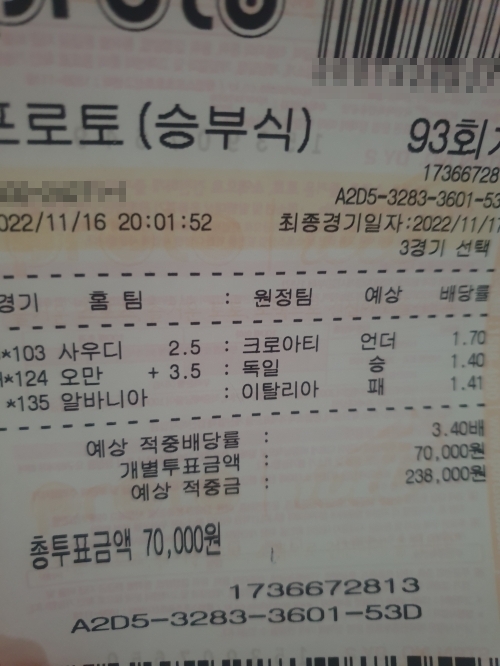 프로토(승부식) 93회차
17366728
A2D5-3283-3601-53
2022/11/16 20:01:52 최종경기일자:2022/11/17
3경기 선택
경기 홈 팀 : 원정팀 예상 배당률
*103 사우디 2.5 : 크로아티 언더 1.70
*124 오만 + 3.5 : 독일 승 1.40
*135 알바니아 : 이탈리아 패 1.41
예상 적중배당률 : 3.40배
개별투표금액 : 70,000원
예상 적중금 : 238,000원
총투표금액 70,000원
1736672813
A2D5-3283-3601-53D